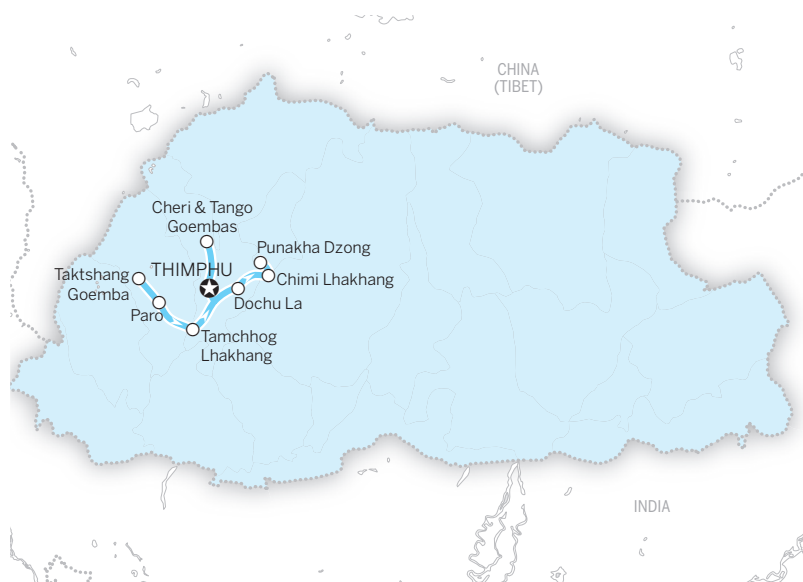 CHINA
(TIBET)
Cheri & Tango
Goembas
Punakha Dzong
THIMPHU
Taktshang
Goemba
Chimi Lhakhang
Dochu La
Paro
Tamchhog
Lhakhang
INDIA